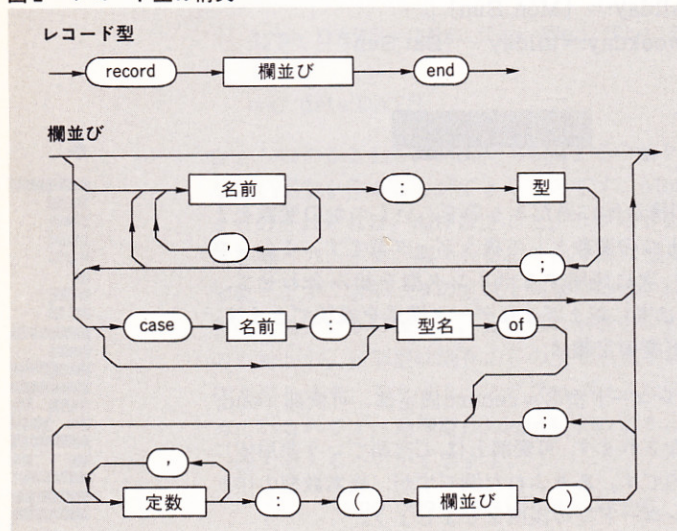 レコード型
record 欄並び end
欄並び
名前 : 型
,
;
case 名前 : 型名 of
;
,
定数 : ( 欄並び )